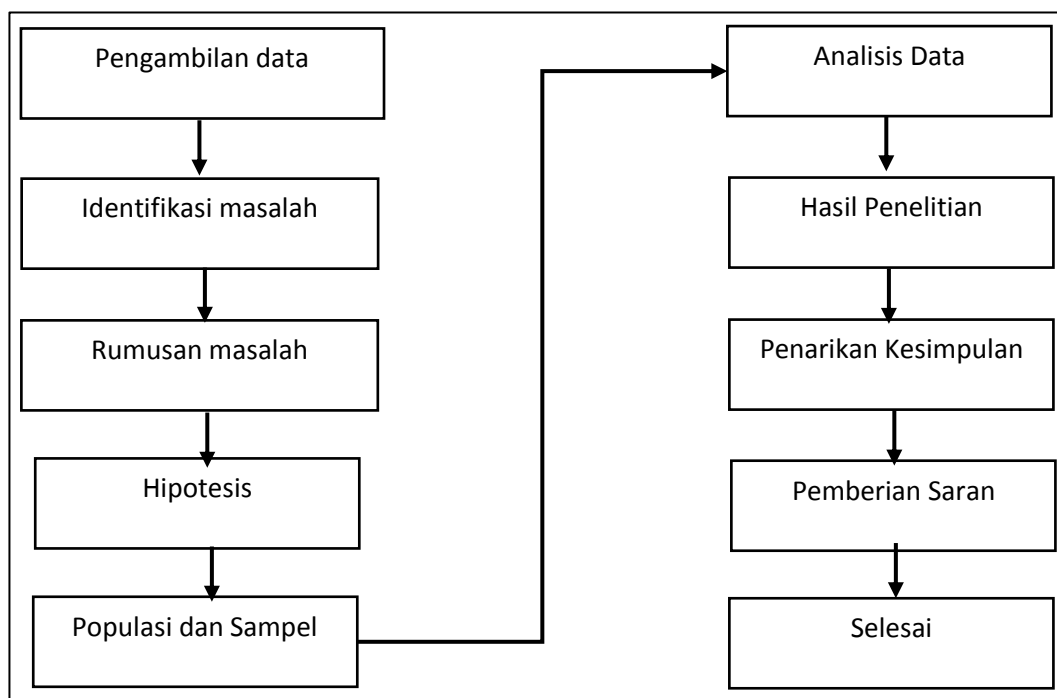 Pengambilan data
Identifikasi masalah
Rumusan masalah
Hipotesis
Populasi dan Sampel
Analisis Data
Hasil Penelitian
Penarikan Kesimpulan
Pemberian Saran
Selesai